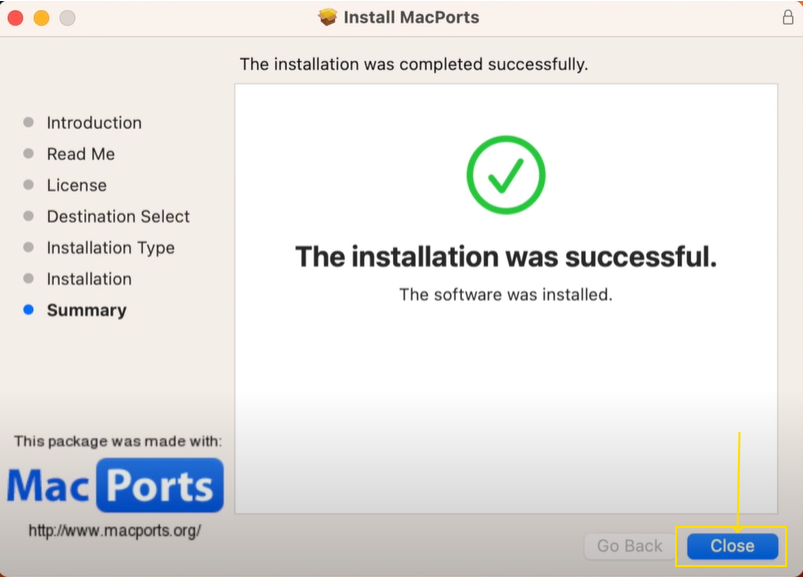 Install MacPorts
The installation was completed successfully.
Introduction
Read Me
License
Destination Select
Installation Type
Installation
Summary
The installation was successful.
The software was installed.
This package was made with:
Mac Ports
http://www.macports.org/
Go Back
Close